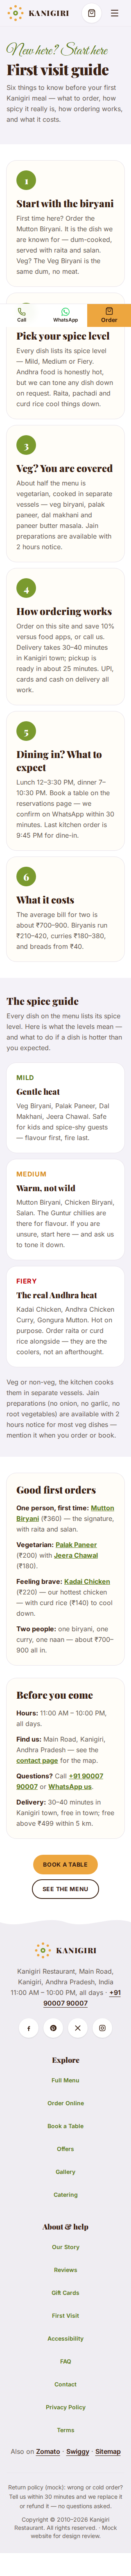 KANIGIRI
New here? Start here
First visit guide
Six things to know before your first
Kanigiri meal — what to order, how
spicy it really is, how ordering works,
and what it costs.
1
Start with the biryani
First time here? Order the
Mutton Biryani. It is the dish we
are known for — dum-cooked,
served with raita and salan.
Veg? The Veg Biryani is the
same dum, no meat.
Call
WhatsApp
Order
Pick your spice level
Every dish lists its spice level
— Mild, Medium or Fiery.
Andhra food is honestly hot,
but we can tone any dish down
on request. Raita, pachadi and
curd rice cool things down.
3
Veg? You are covered
About half the menu is
vegetarian, cooked in separate
vessels — veg biryani, palak
paneer, dal makhani and
paneer butter masala. Jain
preparations are available with
2 hours notice.
4
How ordering works
Order on this site and save 10%
versus food apps, or call us.
Delivery takes 30–40 minutes
in Kanigiri town; pickup is
ready in about 25 minutes. UPI,
cards and cash on delivery all
work.
5
Dining in? What to
expect
Lunch 12–3:30 PM, dinner 7–
10:30 PM. Book a table on the
reservations page — we
confirm on WhatsApp within 30
minutes. Last kitchen order is
9:45 PM for dine-in.
6
What it costs
The average bill for two is
about ₹700–900. Biryanis run
₹210–420, curries ₹180–380,
and breads from ₹40.
The spice guide
Every dish on the menu lists its spicy
level. Here is what the levels mean —
and what to do if a dish is hotter than
you expected.
MILD
Gentle heat
Veg Biryani, Palak Paneer, Dal
Makhani, Jeera Chawal. Safe
for kids and spice-shy guests
— flavour first, fire last.
MEDIUM
Warm, not wild
Mutton Biryani, Chicken Biryani,
Salan. The Guntur chillies are
there for flavour. If you are
unsure, start here — and ask us
to tone it down.
FIERY
The real Andhra heat
Kadai Chicken, Andhra Chicken
Curry, Gongura Mutton. Hot on
purpose. Order raita or curd
rice alongside — they are the
coolers, not an afterthought.
Veg or non-veg, the kitchen cooks
them in separate vessels. Jain
preparations (no onion, no garlic, no
root vegetables) are available with 2
hours notice for most veg dishes —
mention it when you order or book.
Good first orders
One person, first time: Mutton
Biryani (₹360) — the signature,
with raita and salan.
Vegetarian: Palak Paneer
(₹200) with Jeera Chawal
(₹180).
Feeling brave: Kadai Chicken
(₹220) — our hottest chicken
— with curd rice (₹140) to cool
down.
Two people: one biryani, one
curry, one naan — about ₹700–
900 all in.
Before you come
Hours: 11:00 AM – 10:00 PM,
all days.
Find us: Main Road, Kanigiri,
Andhra Pradesh — see the
contact page for the map.
Questions? Call +91 90007
90007 or WhatsApp us.
Delivery: 30–40 minutes in
Kanigiri town, free in town; free
above ₹499 within 5 km.
BOOK A TABLE
SEE THE MENU
KANIGIRI
Kanigiri Restaurant, Main Road,
Kanigiri, Andhra Pradesh, India
11:00 AM – 10:00 PM, all days · +91
90007 90007
Explore
Full Menu
Order Online
Book a Table
Offers
Gallery
Catering
About & help
Our Story
Reviews
Gift Cards
First Visit
Accessibility
FAQ
Contact
Privacy Policy
Terms
Also on Zomato · Swiggy · Sitemap
Return policy (mock): wrong or cold order?
Tell us within 30 minutes and we replace it
or refund it — no questions asked.
Copyright © 2010–2026 Kanigiri
Restaurant. All rights reserved. · Mock
website for design review.